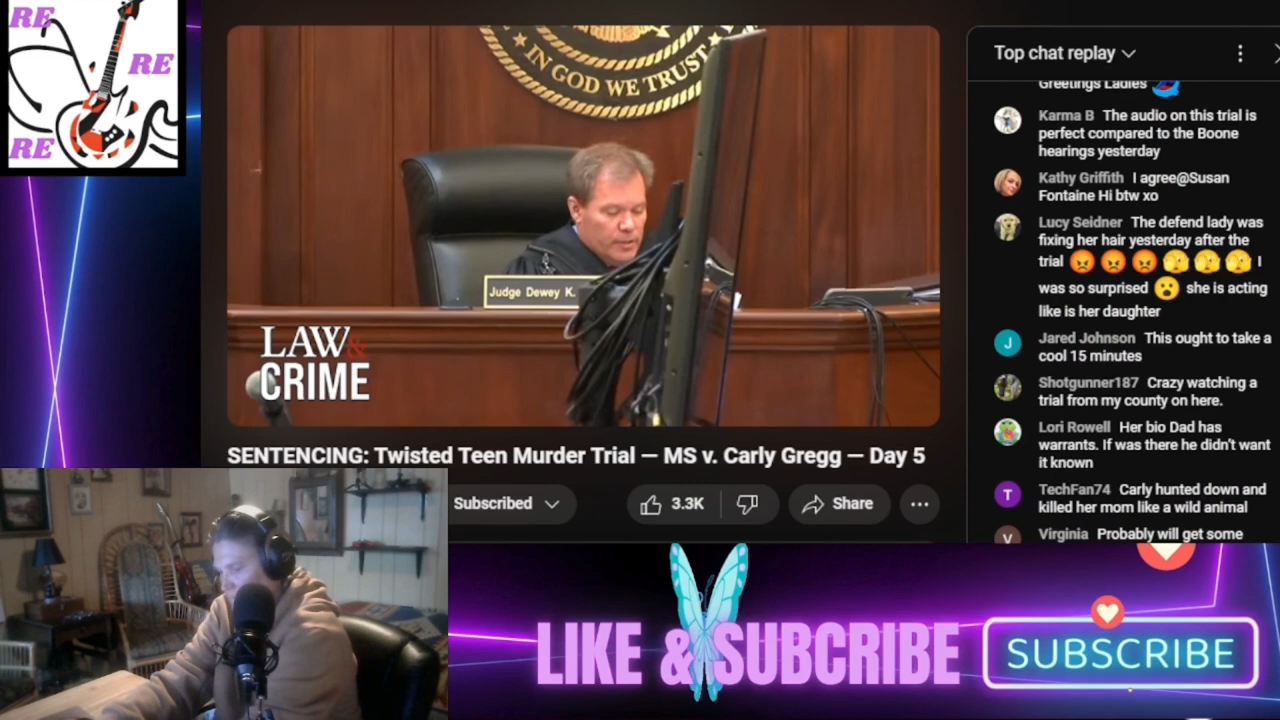 RE
RE
RE
IN GOD WE TRUST
Judge Dewey K.
LAW&
CRIME
SENTENCING: Twisted Teen Murder Trial — MS v. Carly Gregg — Day 5
Subscribed
3.3K
Share
Top chat replay
Greetings Ladies
Karma B The audio on this trial is
perfect compared to the Boone
hearings yesterday
Kathy Griffith I agree@Susan
Fontaine Hi btw xo
Lucy Seidner The defend lady was
fixing her hair yesterday after the
trial 😡😡😡🫣🫣🫣 I
was so surprised 😮 she is acting
like is her daughter
J
Jared Johnson This ought to take a
cool 15 minutes
Shotgunner187 Crazy watching a
trial from my county on here.
Lori Rowell Her bio Dad has
warrants. If was there he didn't want
it known
T
TechFan74 Carly hunted down and
killed her mom like a wild animal
V
Virginia Probably will get some
LIKE & SUBCRIBE
SUBSCRIBE